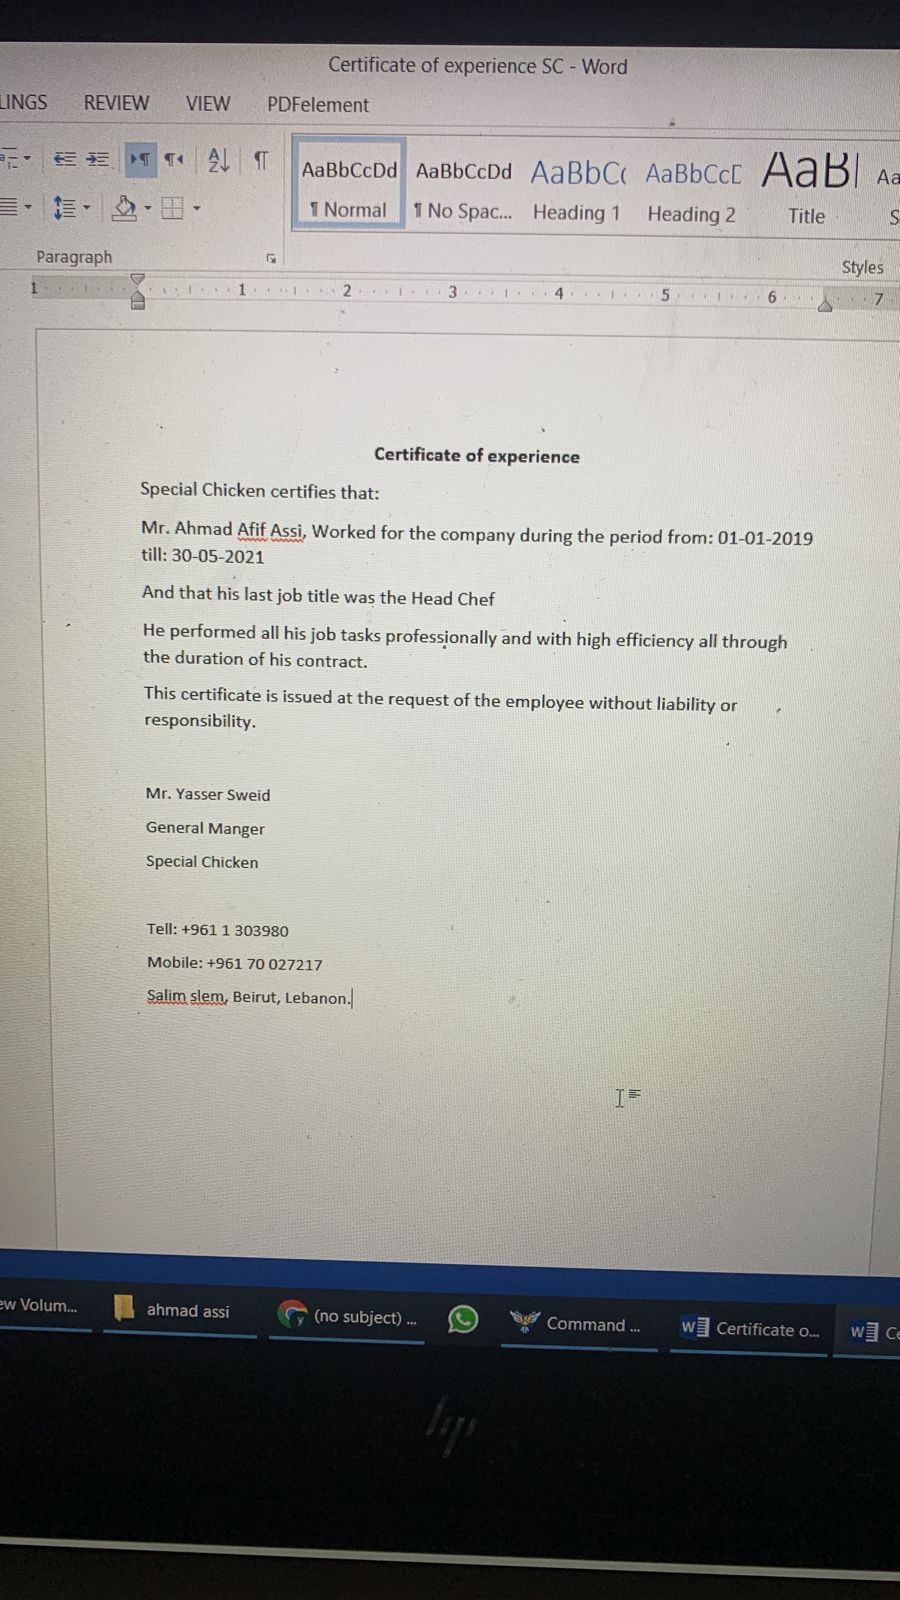 Certificate of experience SC - Word
LINGS REVIEW VIEW PDFelement
AaBbCcDd AaBbCcDd AaBbC AaBbCcD AaB Aa
¶ Normal ¶ No Spac... Heading 1 Heading 2 Title S
Paragraph Styles
1 1 2 3 4 5 6 7
Certificate of experience
Special Chicken certifies that:
Mr. Ahmad Afif Assi, Worked for the company during the period from: 01-01-2019
till: 30-05-2021
And that his last job title was the Head Chef
He performed all his job tasks professionally and with high efficiency all through
the duration of his contract.
This certificate is issued at the request of the employee without liability or
responsibility.
Mr. Yasser Sweid
General Manger
Special Chicken
Tell: +961 1 303980
Mobile: +961 70 027217
Salim slem, Beirut, Lebanon.
ew Volum... ahmad assi (no subject) ... Command ... Certificate o... Ce
hp